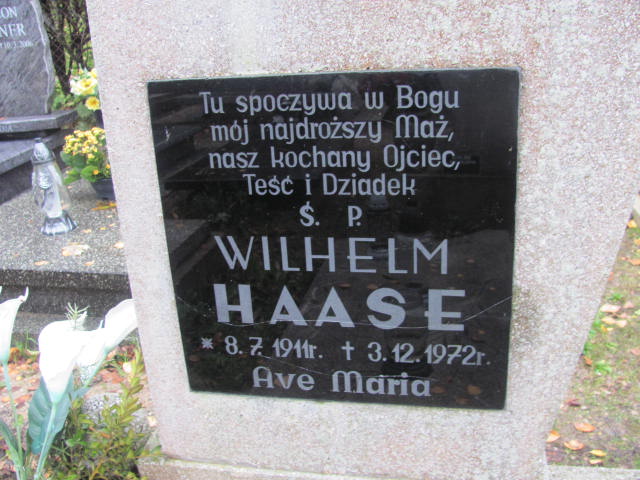 Tu spoczywa w Bogu
mój najdroższy Maż,
nasz kochany Ojciec,
Teść i Dziadek
Ś. P.
WILHELM
HAASE
* 8.7.1911r. ✝ 3.12.1972r.
Ave Maria